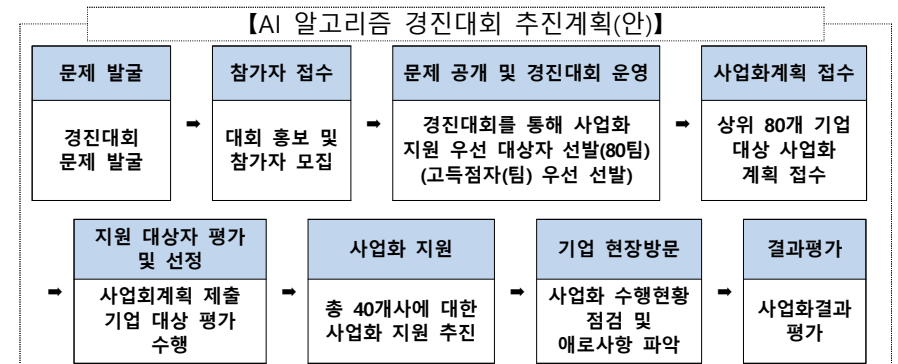 【AI 알고리즘 경진대회 추진계획(안)】
문제 발굴
경진대회
문제 발굴
➡
참가자 접수
대회 홍보 및
참가자 모집
➡
문제 공개 및 경진대회 운영
경진대회를 통해 사업화
지원 우선 대상자 선발(80팀)
(고득점자(팀) 우선 선발)
➡
사업화계획 접수
상위 80개 기업
대상 사업화
계획 접수
➡
지원 대상자 평가
및 선정
사업회계획 제출
기업 대상 평가
수행
➡
사업화 지원
총 40개사에 대한
사업화 지원 추진
➡
기업 현장방문
사업화 수행현황
점검 및
애로사항 파악
➡
결과평가
사업화결과
평가